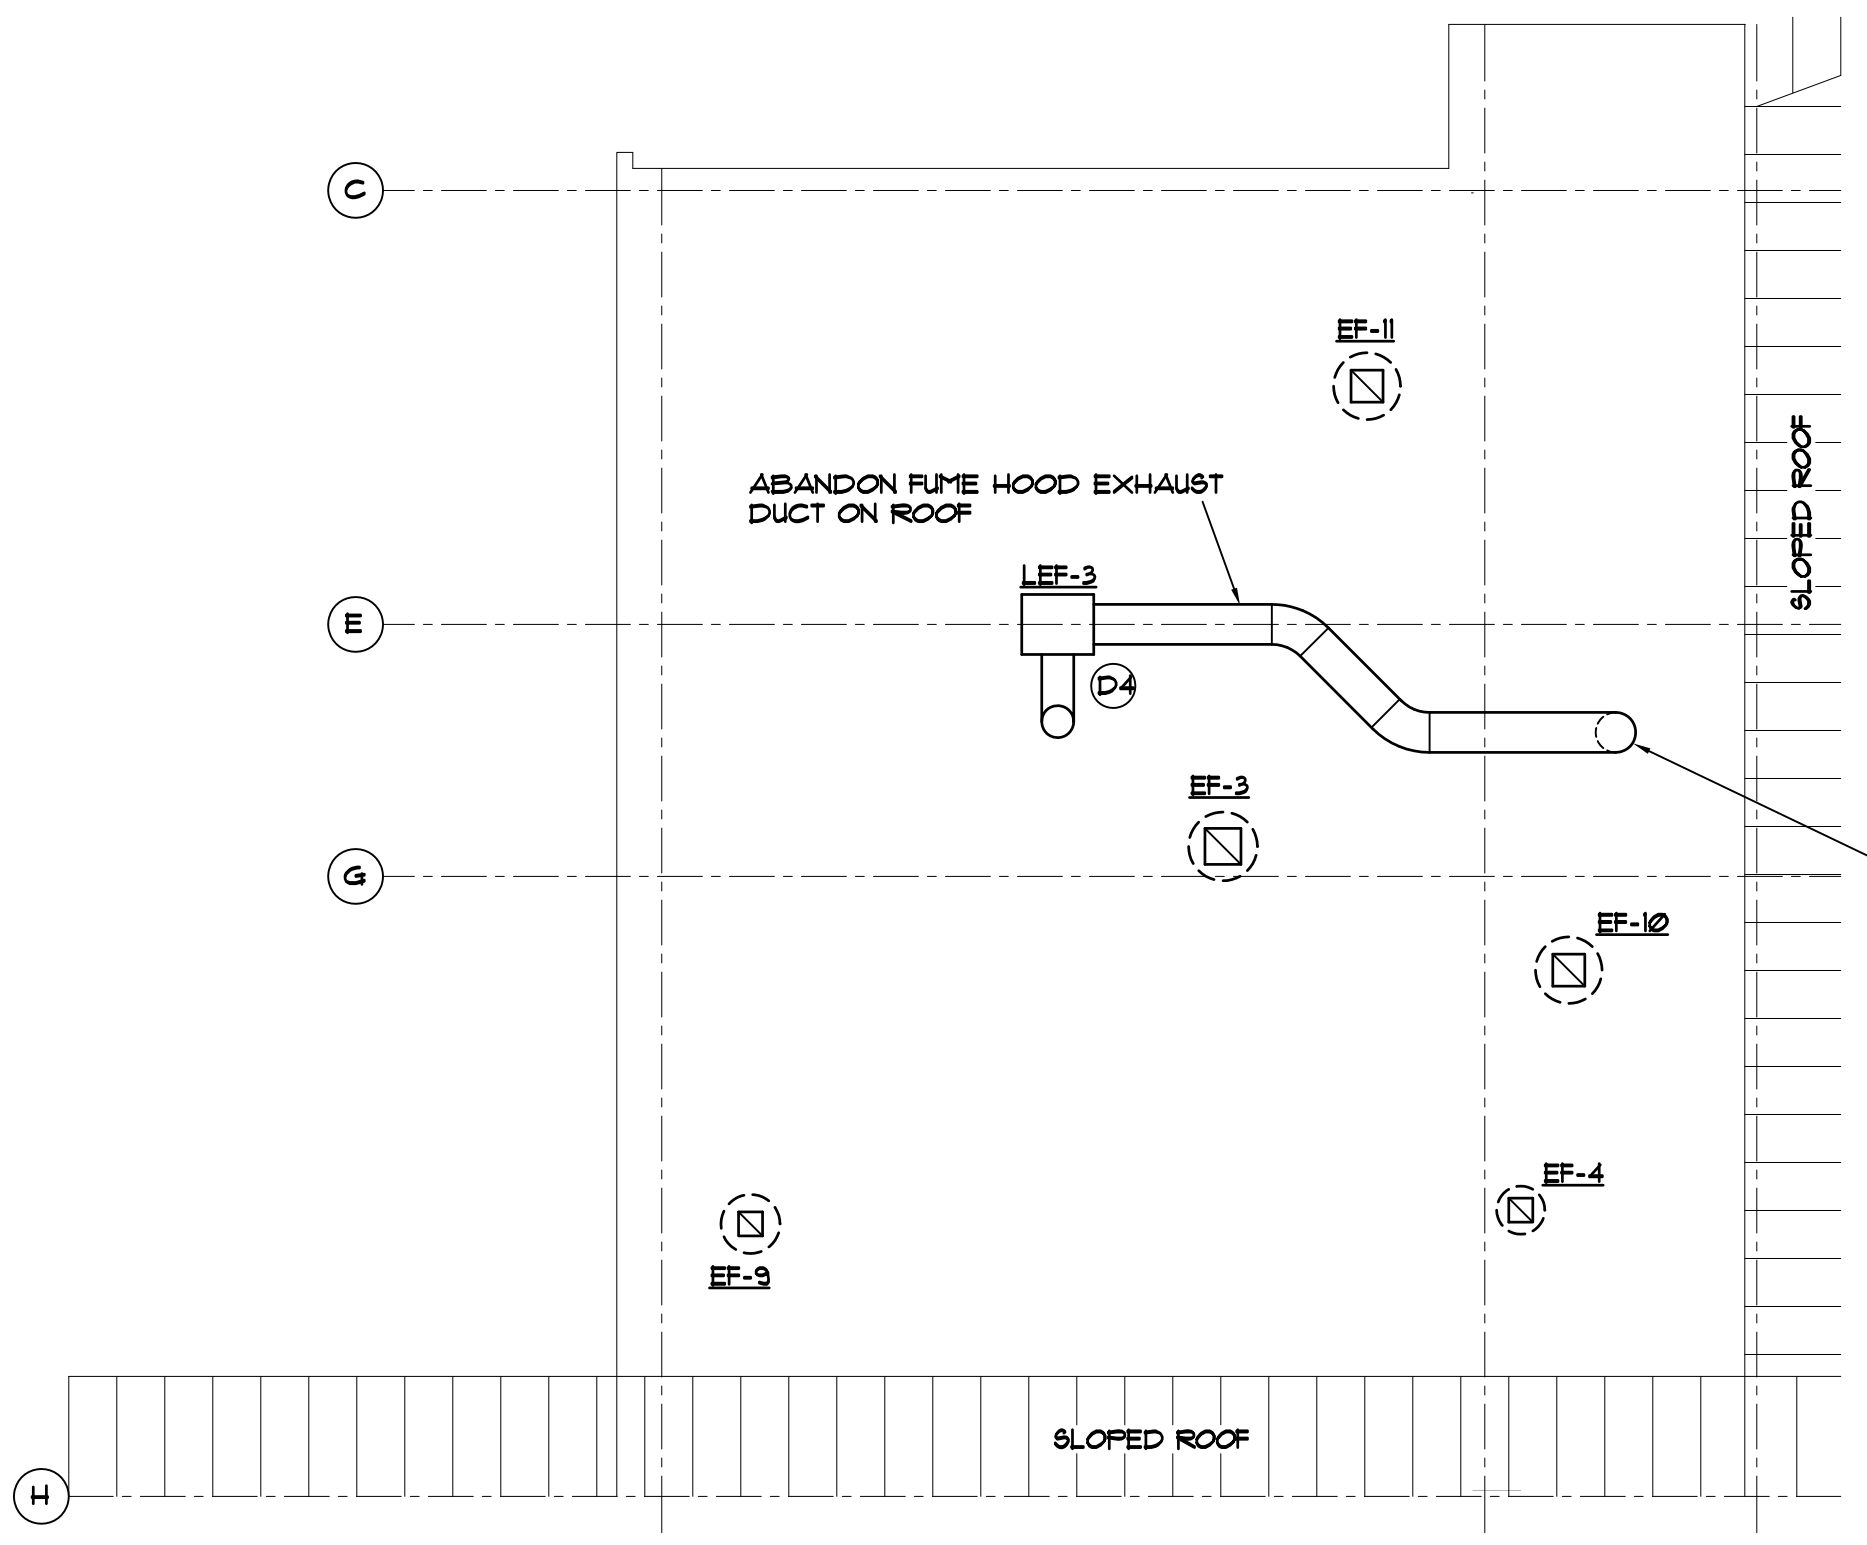 C
EF-11
SLOPED ROOF
ABANDON FUME HOOD EXHAUST
DUCT ON ROOF
LEF-3
E
D4
EF-3
G
EF-10
EF-4
EF-9
SLOPED ROOF
H